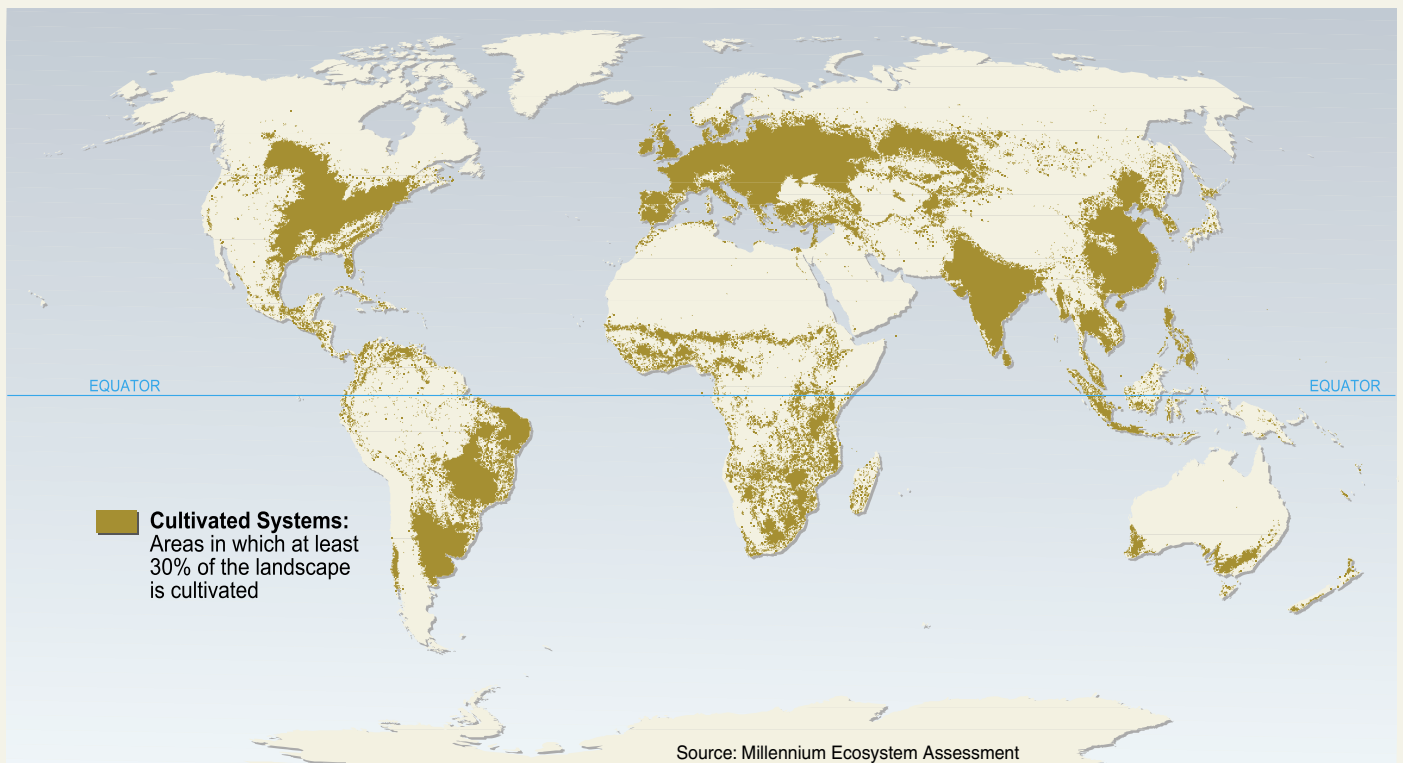 EQUATOR
EQUATOR
Cultivated Systems:
Areas in which at least
30% of the landscape
is cultivated
Source: Millennium Ecosystem Assessment